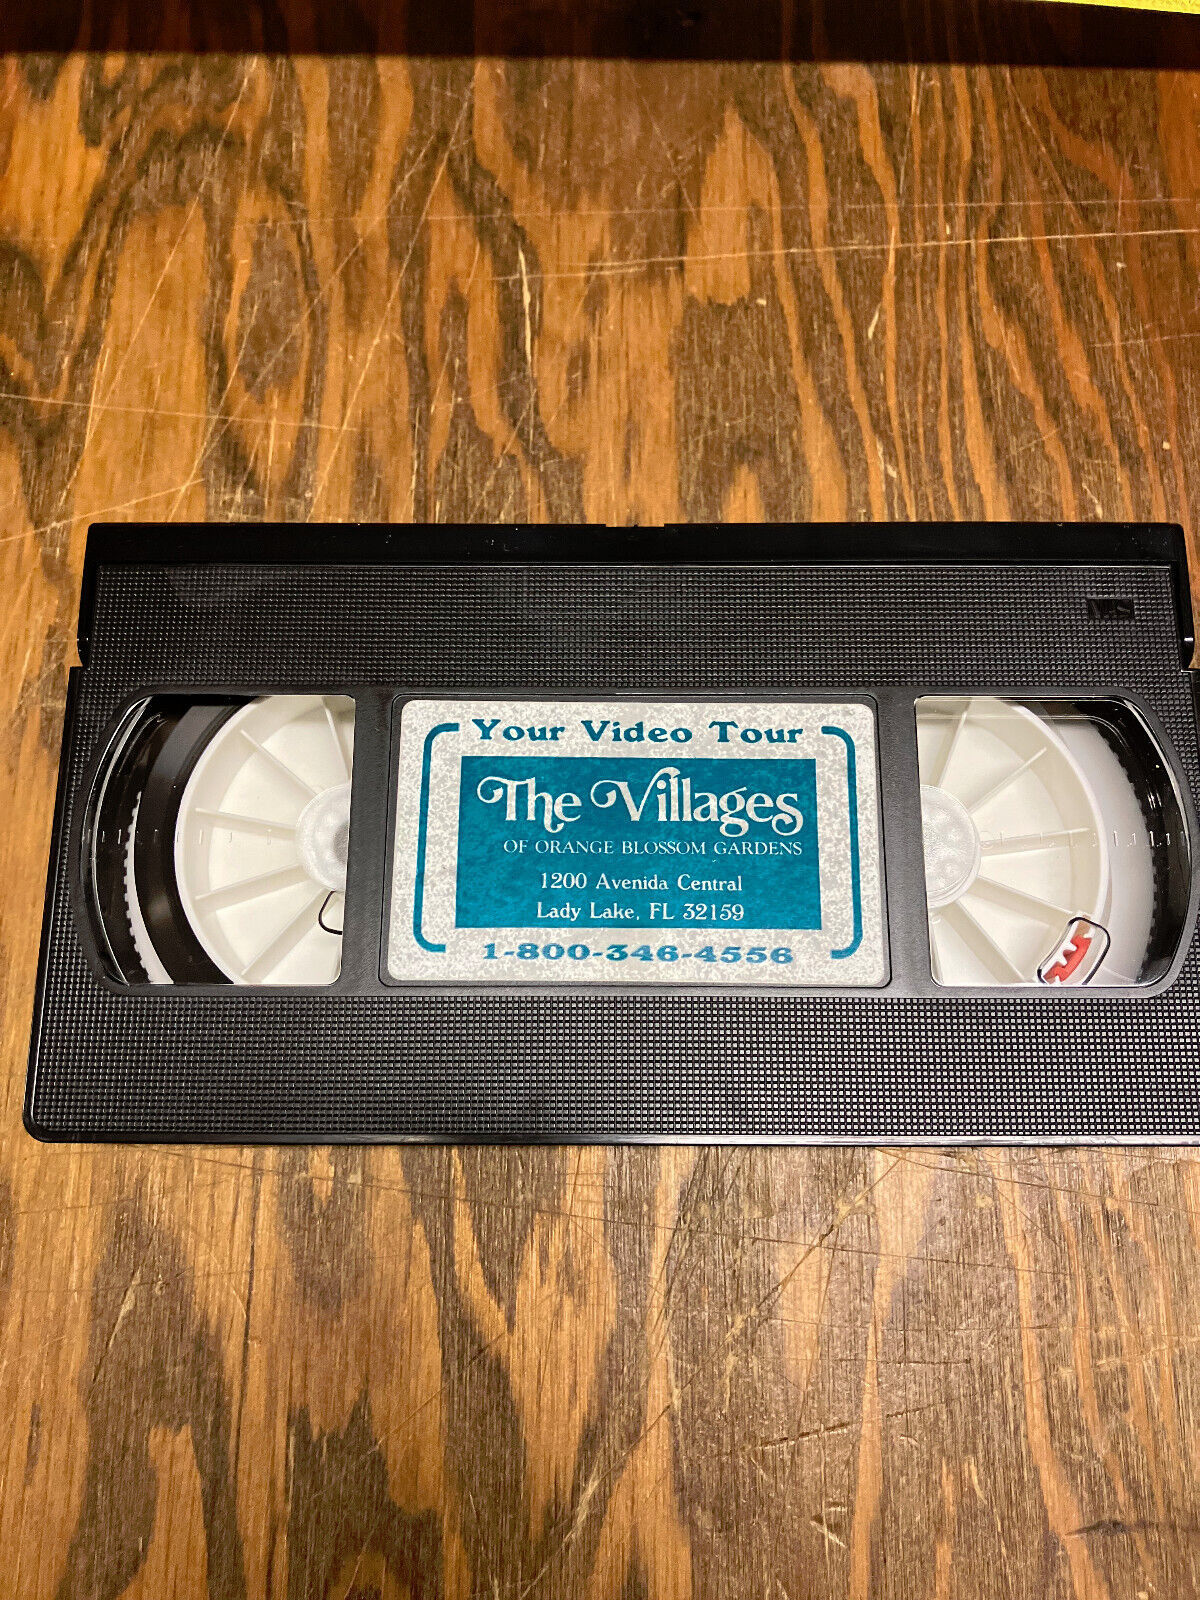 VHS
Your Video Tour
The Villages
OF ORANGE BLOSSOM GARDENS
1200 Avenida Central
Lady Lake, FL 32159
1-800-346-4556